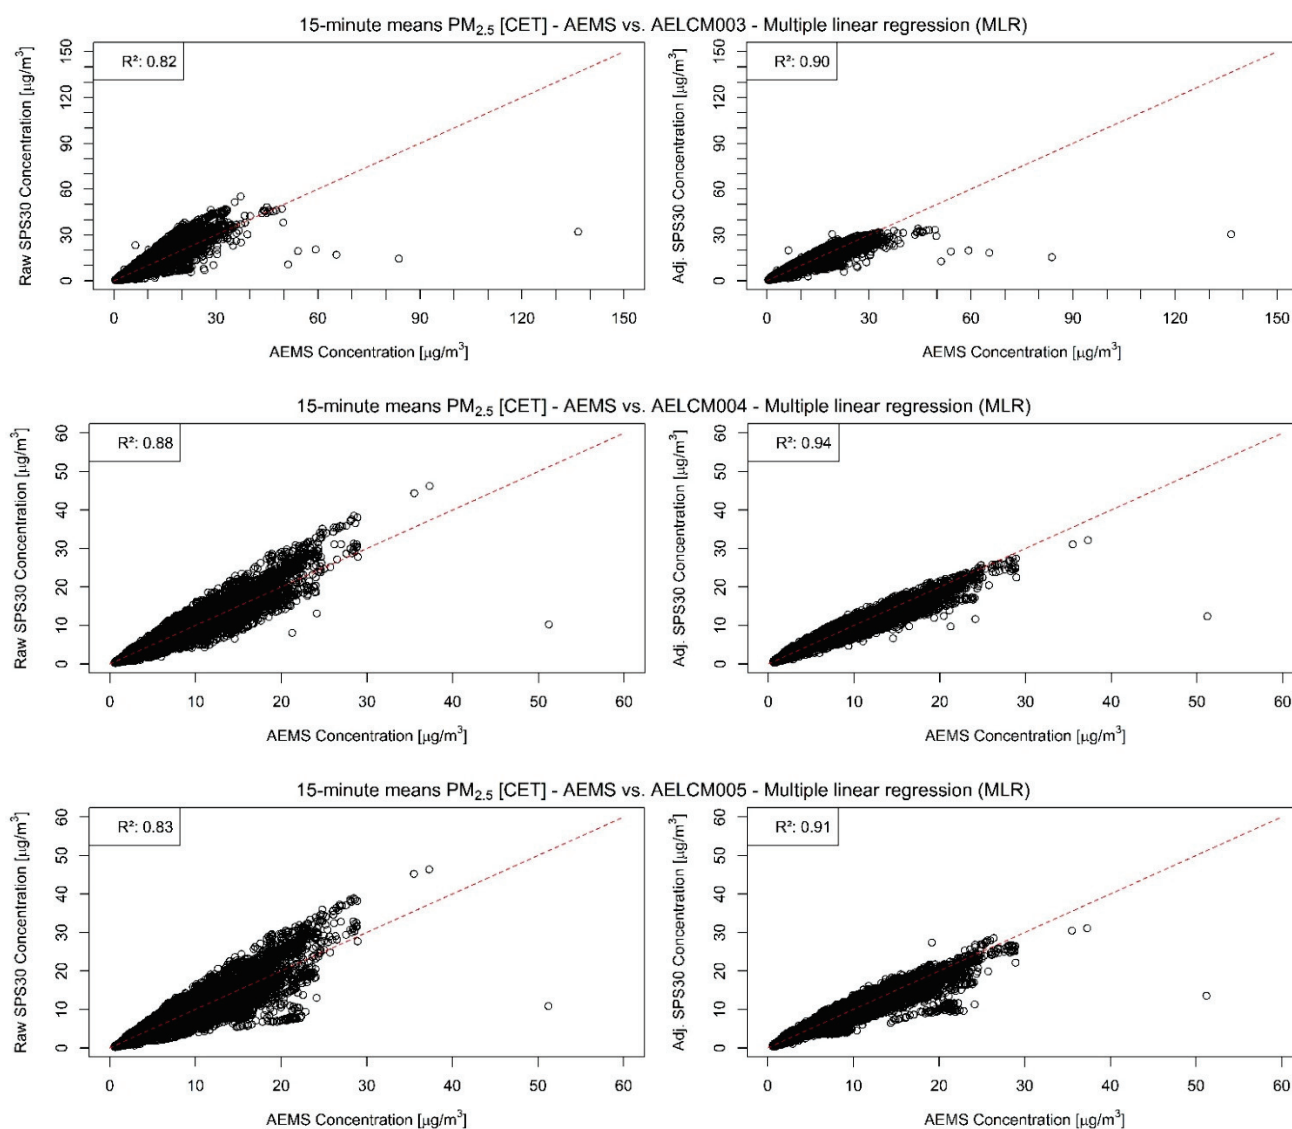 15-minute means PM2.5 [CET] - AEMS vs. AELCM003 - Multiple linear regression (MLR)
R²: 0.82
Raw SPS30 Concentration [µg/m³]
0 30 60 90 120 150
0 30 60 90 120 150
AEMS Concentration [µg/m³]
R²: 0.90
Adj. SPS30 Concentration [µg/m³]
0 30 60 90 120 150
0 30 60 90 120 150
AEMS Concentration [µg/m³]
15-minute means PM2.5 [CET] - AEMS vs. AELCM004 - Multiple linear regression (MLR)
R²: 0.88
Raw SPS30 Concentration [µg/m³]
0 10 20 30 40 50 60
0 10 20 30 40 50 60
AEMS Concentration [µg/m³]
R²: 0.94
Adj. SPS30 Concentration [µg/m³]
0 10 20 30 40 50 60
0 10 20 30 40 50 60
AEMS Concentration [µg/m³]
15-minute means PM2.5 [CET] - AEMS vs. AELCM005 - Multiple linear regression (MLR)
R²: 0.83
Raw SPS30 Concentration [µg/m³]
0 10 20 30 40 50 60
0 10 20 30 40 50 60
AEMS Concentration [µg/m³]
R²: 0.91
Adj. SPS30 Concentration [µg/m³]
0 10 20 30 40 50 60
0 10 20 30 40 50 60
AEMS Concentration [µg/m³]